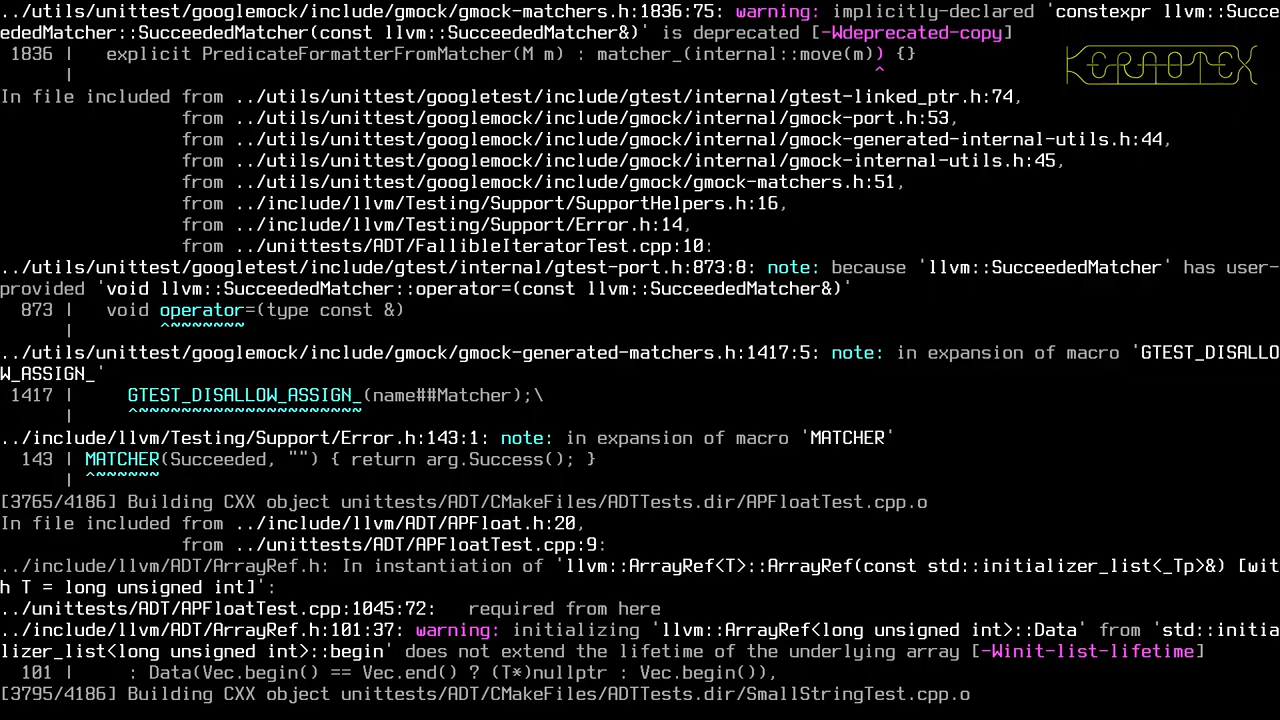 ../utils/unittest/googlemock/include/gmock/gmock-matchers.h:1836:75: warning: implicitly-declared 'constexpr llvm::Succe
ededMatcher::SucceededMatcher(const llvm::SucceededMatcher&)' is deprecated [-Wdeprecated-copy]
 1836 |   explicit PredicateFormatterFromMatcher(M m) : matcher_(internal::move(m)) {}
      |                                                                           ^
KERAOTEX
In file included from ../utils/unittest/googletest/include/gtest/internal/gtest-linked_ptr.h:74,
                 from ../utils/unittest/googlemock/include/gmock/internal/gmock-port.h:53,
                 from ../utils/unittest/googlemock/include/gmock/internal/gmock-generated-internal-utils.h:44,
                 from ../utils/unittest/googlemock/include/gmock/internal/gmock-internal-utils.h:45,
                 from ../utils/unittest/googlemock/include/gmock/gmock-matchers.h:51,
                 from ../include/llvm/Testing/Support/SupportHelpers.h:16,
                 from ../include/llvm/Testing/Support/Error.h:14,
                 from ../unittests/ADT/FallibleIteratorTest.cpp:10:
../utils/unittest/googletest/include/gtest/internal/gtest-port.h:873:8: note: because 'llvm::SucceededMatcher' has user-
provided 'void llvm::SucceededMatcher::operator=(const llvm::SucceededMatcher&)'
  873 |   void operator=(type const &)
      |        ^~~~~~~~
../utils/unittest/googlemock/include/gmock/gmock-generated-matchers.h:1417:5: note: in expansion of macro 'GTEST_DISALLO
W_ASSIGN_'
 1417 |     GTEST_DISALLOW_ASSIGN_(name##Matcher);\
      |     ^~~~~~~~~~~~~~~~~~~~~~
../include/llvm/Testing/Support/Error.h:143:1: note: in expansion of macro 'MATCHER'
  143 | MATCHER(Succeeded, "") { return arg.Success(); }
      | ^~~~~~~
[3765/4186] Building CXX object unittests/ADT/CMakeFiles/ADTTests.dir/APFloatTest.cpp.o
In file included from ../include/llvm/ADT/APFloat.h:20,
                 from ../unittests/ADT/APFloatTest.cpp:9:
../include/llvm/ADT/ArrayRef.h: In instantiation of 'llvm::ArrayRef<T>::ArrayRef(const std::initializer_list<_Tp>&) [wit
h T = long unsigned int]':
../unittests/ADT/APFloatTest.cpp:1045:72:   required from here
../include/llvm/ADT/ArrayRef.h:101:37: warning: initializing 'llvm::ArrayRef<long unsigned int>::Data' from 'std::initia
lizer_list<long unsigned int>::begin' does not extend the lifetime of the underlying array [-Winit-list-lifetime]
  101 |     : Data(Vec.begin() == Vec.end() ? (T*)nullptr : Vec.begin()),
[3795/4186] Building CXX object unittests/ADT/CMakeFiles/ADTTests.dir/SmallStringTest.cpp.o